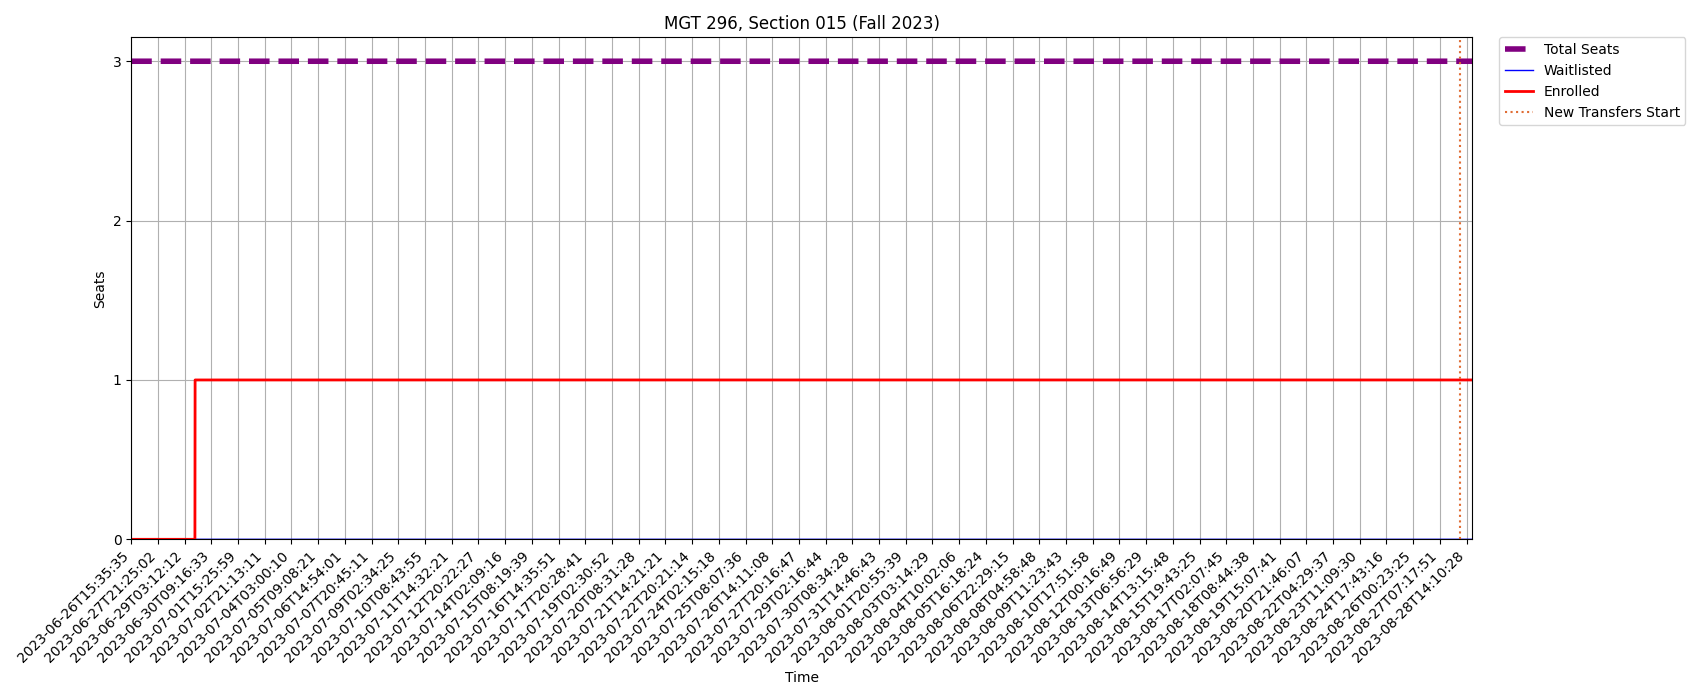 MGT 296, Section 015 (Fall 2023)
Total Seats
Waitlisted
Enrolled
New Transfers Start
3
2
1
0
Seats
2023-06-26T15:35:35
2023-06-27T21:25:02
2023-06-29T03:12:12
2023-06-30T09:16:33
2023-07-01T15:25:59
2023-07-02T21:13:11
2023-07-04T03:00:10
2023-07-05T09:08:21
2023-07-06T14:54:01
2023-07-07T20:45:11
2023-07-09T02:34:25
2023-07-10T08:43:55
2023-07-11T14:32:21
2023-07-12T20:22:27
2023-07-14T02:09:16
2023-07-15T08:19:39
2023-07-16T14:35:51
2023-07-17T20:28:41
2023-07-19T02:30:52
2023-07-20T08:31:28
2023-07-21T14:21:21
2023-07-22T20:21:14
2023-07-24T02:15:18
2023-07-25T08:07:36
2023-07-26T14:11:08
2023-07-27T20:16:47
2023-07-29T02:16:44
2023-07-30T08:34:28
2023-07-31T14:46:43
2023-08-01T20:55:39
2023-08-03T03:14:29
2023-08-04T10:02:06
2023-08-05T16:18:24
2023-08-06T22:29:15
2023-08-08T04:58:48
2023-08-09T11:23:43
2023-08-10T17:51:58
2023-08-12T00:16:49
2023-08-13T06:56:29
2023-08-14T13:15:48
2023-08-15T19:43:25
2023-08-17T02:07:45
2023-08-18T08:44:38
2023-08-19T15:07:41
2023-08-20T21:46:07
2023-08-22T04:29:37
2023-08-23T11:09:30
2023-08-24T17:43:16
2023-08-26T00:23:25
2023-08-27T07:17:51
2023-08-28T14:10:28
Time